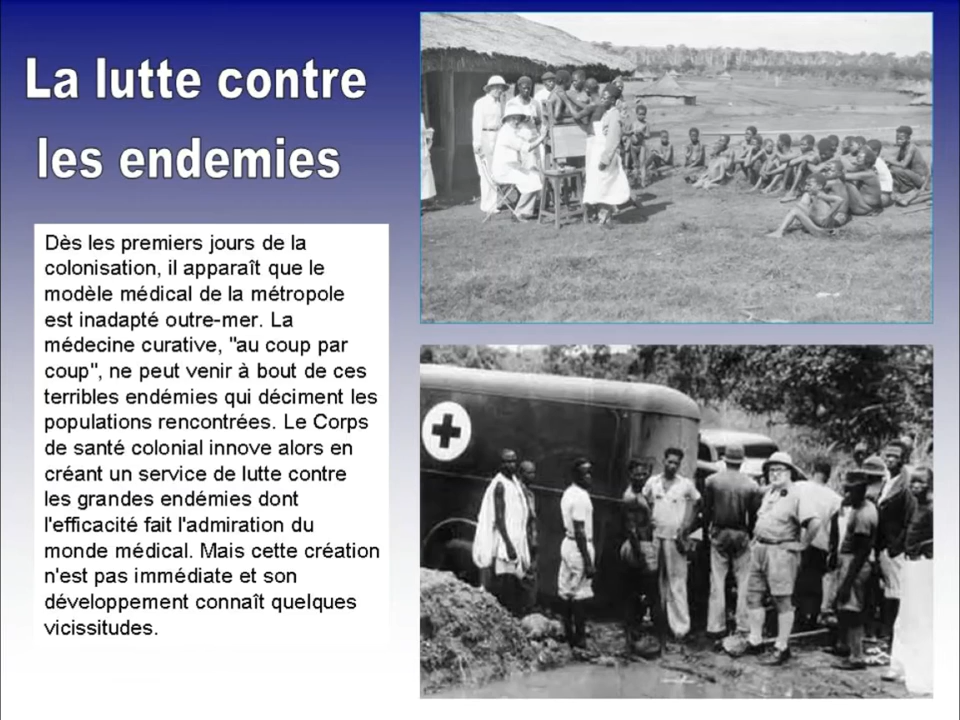 La lutte contre
les endemies
Dès les premiers jours de la
colonisation, il apparaît que le
modèle médical de la métropole
est inadapté outre-mer. La
médecine curative, "au coup par
coup", ne peut venir à bout de ces
terribles endémies qui déciment les
populations rencontrées. Le Corps
de santé colonial innove alors en
créant un service de lutte contre
les grandes endémies dont
l'efficacité fait l'admiration du
monde médical. Mais cette création
n'est pas immédiate et son
développement connaît quelques
vicissitudes.